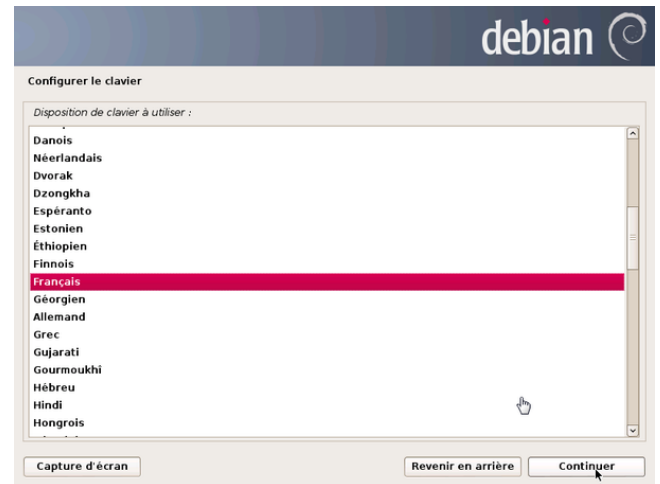 debian
Configurer le clavier
Disposition de clavier à utiliser :
Danois
Néerlandais
Dvorak
Dzongkha
Espéranto
Estonien
Éthiopien
Finnois
Français
Géorgien
Allemand
Grec
Gujarati
Gourmoukhi
Hébreu
Hindi
Hongrois
Capture d'écran
Revenir en arrière
Continuer